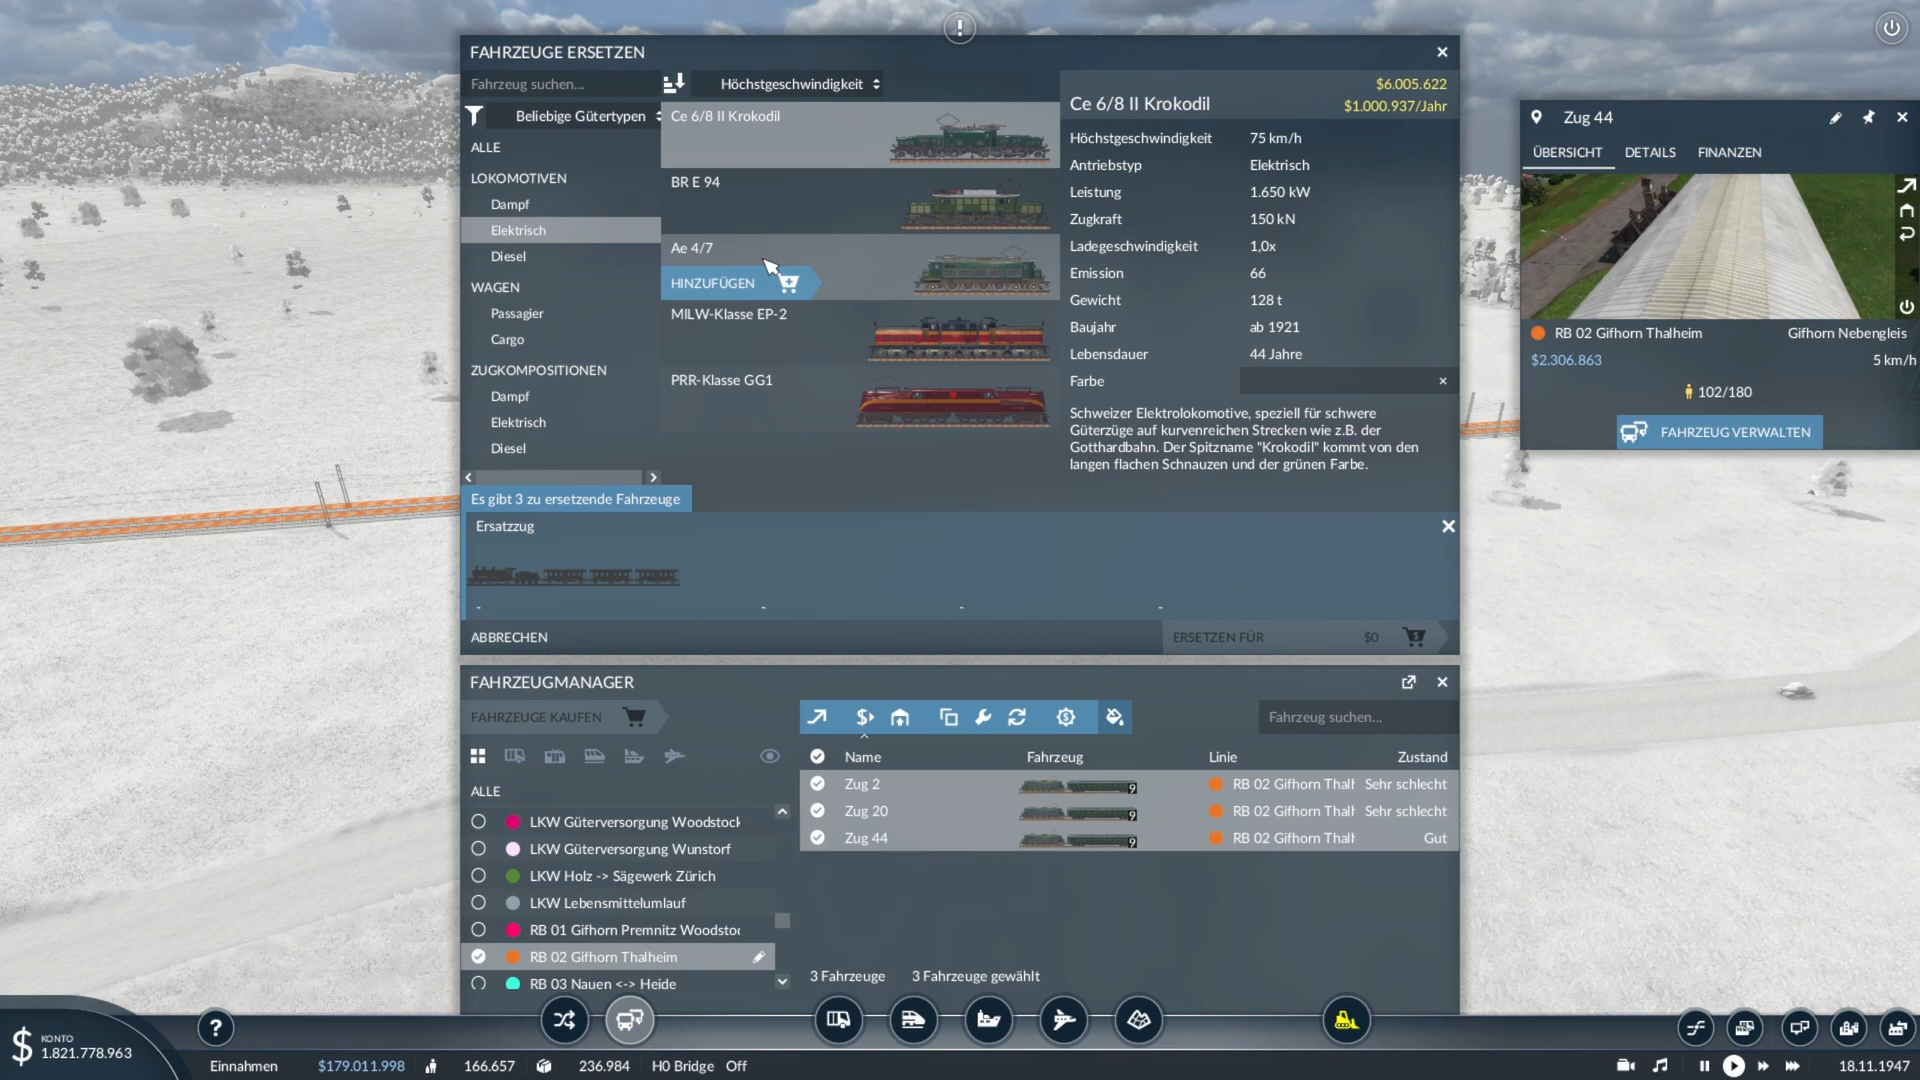 FAHRZEUGE ERSETZEN
Fahrzeug suchen...
Höchstgeschwindigkeit
Beliebige Gütertypen
ALLE
LOKOMOTIVEN
Dampf
Elektrisch
Diesel
WAGEN
Passagier
Cargo
ZUGKOMPOSITIONEN
Dampf
Elektrisch
Diesel
Ce 6/8 II Krokodil
BR E 94
Ae 4/7
HINZUFÜGEN
MILW-Klasse EP-2
PRR-Klasse GG1
$6.005.622
Ce 6/8 II Krokodil
$1.000.937/Jahr
Höchstgeschwindigkeit 75 km/h
Antriebstyp Elektrisch
Leistung 1.650 kW
Zugkraft 150 kN
Ladegeschwindigkeit 1,0x
Emission 66
Gewicht 128 t
Baujahr ab 1921
Lebensdauer 44 Jahre
Farbe
Schweizer Elektrolokomotive, speziell für schwere
Güterzüge auf kurvenreichen Strecken wie z.B. der
Gotthardbahn. Der Spitzname "Krokodil" kommt von den
langen flachen Schnauzen und der grünen Farbe.
Es gibt 3 zu ersetzende Fahrzeuge
Ersatzzug
- - - -
ABBRECHEN
ERSETZEN FÜR $0
Zug 44
ÜBERSICHT DETAILS FINANZEN
RB 02 Gifhorn Thalheim Gifhorn Nebengleis
$2.306.863 5 km/h
102/180
FAHRZEUG VERWALTEN
FAHRZEUGMANAGER
FAHRZEUGE KAUFEN
Fahrzeug suchen...
ALLE
LKW Güterversorgung Woodstock
LKW Güterversorgung Wunstorf
LKW Holz -> Sägewerk Zürich
LKW Lebensmittelumlauf
RB 01 Gifhorn Premnitz Woodstoc
RB 02 Gifhorn Thalheim
RB 03 Nauen <-> Heide
Name Fahrzeug Linie Zustand
Zug 2 9 RB 02 Gifhorn Thalh Sehr schlecht
Zug 20 9 RB 02 Gifhorn Thalh Sehr schlecht
Zug 44 9 RB 02 Gifhorn Thalh Gut
3 Fahrzeuge 3 Fahrzeuge gewählt
KONTO
1.821.778.963
Einnahmen $179.011.998 166.657 236.984 H0 Bridge Off
18.11.1947